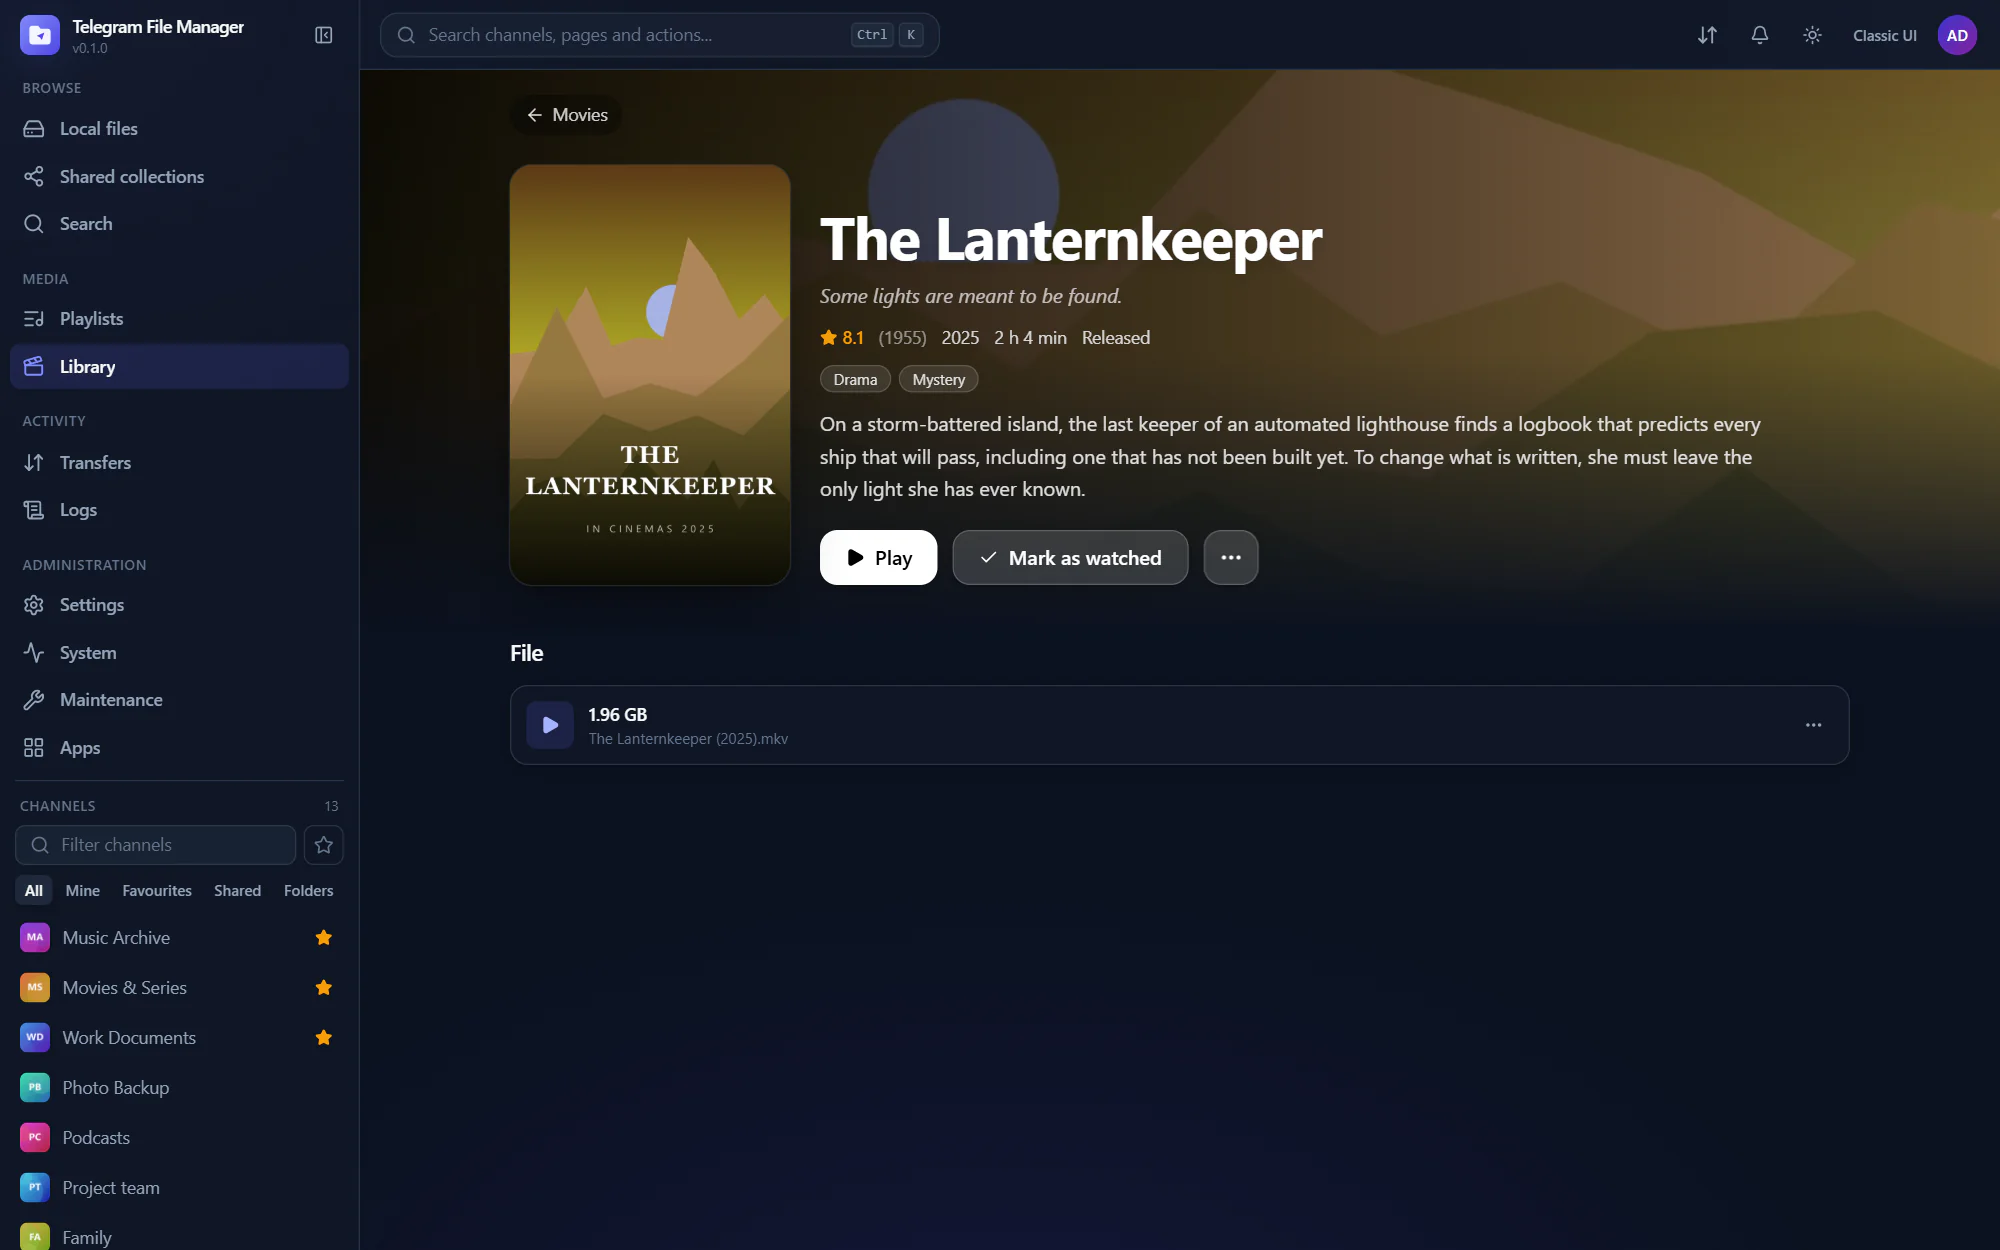 Telegram File Manager
v0.1.0
BROWSE
Local files
Shared collections
Search
MEDIA
Playlists
Library
ACTIVITY
Transfers
Logs
ADMINISTRATION
Settings
System
Maintenance
Apps
CHANNELS 13
Filter channels
All Mine Favourites Shared Folders
MA Music Archive
MS Movies & Series
WD Work Documents
PB Photo Backup
PC Podcasts
PT Project team
FA Family
Search channels, pages and actions... Ctrl K
Classic UI AD
Movies
THE
LANTERNKEEPER
IN CINEMAS 2025
The Lanternkeeper
Some lights are meant to be found.
8.1 (1955) 2025 2 h 4 min Released
Drama Mystery
On a storm-battered island, the last keeper of an automated lighthouse finds a logbook that predicts every
ship that will pass, including one that has not been built yet. To change what is written, she must leave the
only light she has ever known.
Play Mark as watched
File
1.96 GB
The Lanternkeeper (2025).mkv